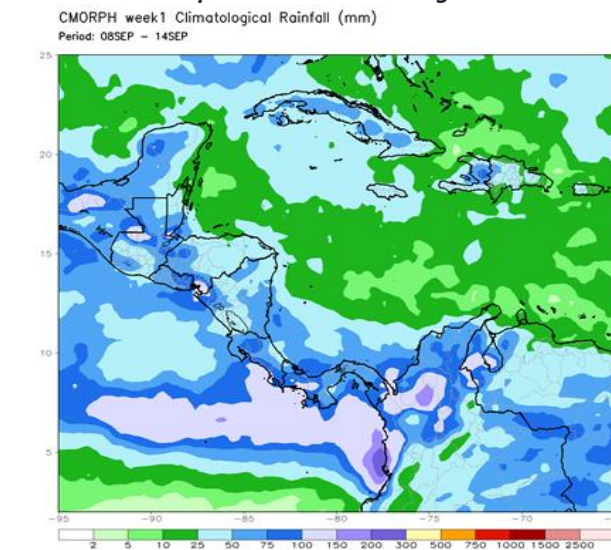 CMORPH week1 Climatological Rainfall (mm)
Period: 08SEP – 14SEP
25
20
15
10
5
-95 -90 -85 -80 -75 -70
2 5 10 25 50 75 100 150 200 300 500 750 1000 1500 2500